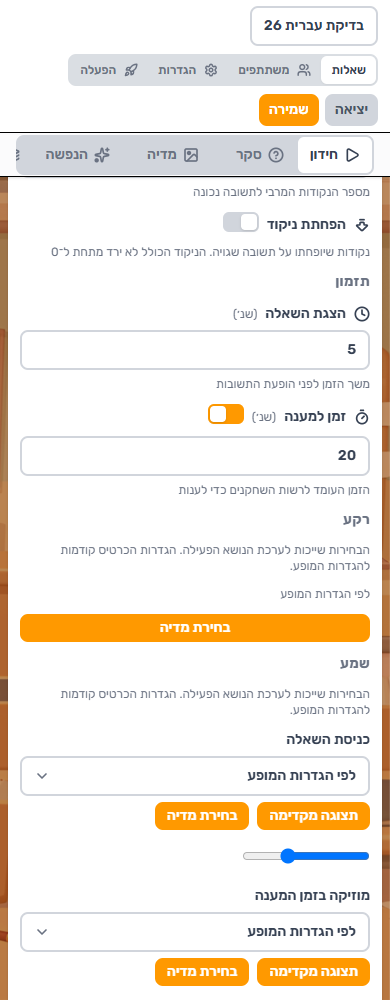 בדיקת עברית 26
שאלות
משתתפים
הגדרות
הפעלה
יציאה
שמירה
חידון
סקר
מדיה
הנפשה
מספר הנקודות המרבי לתשובה נכונה
הפחתת ניקוד
נקודות שיופחתו על תשובה שגויה. הניקוד הכולל לא ירד מתחת ל־0
תזמון
הצגת השאלה (שנ׳)
5
משך הזמן לפני הופעת התשובות
זמן למענה (שנ׳)
20
הזמן העומד לרשות השחקנים כדי לענות
רקע
הבחירות שייכות לערכת הנושא הפעילה. הגדרות הכרטיס קודמות
להגדרות המופע.
לפי הגדרות המופע
בחירת מדיה
שמע
הבחירות שייכות לערכת הנושא הפעילה. הגדרות הכרטיס קודמות
להגדרות המופע.
כניסת השאלה
לפי הגדרות המופע
תצוגה מקדימה
בחירת מדיה
מוזיקה בזמן המענה
לפי הגדרות המופע
תצוגה מקדימה
בחירת מדיה